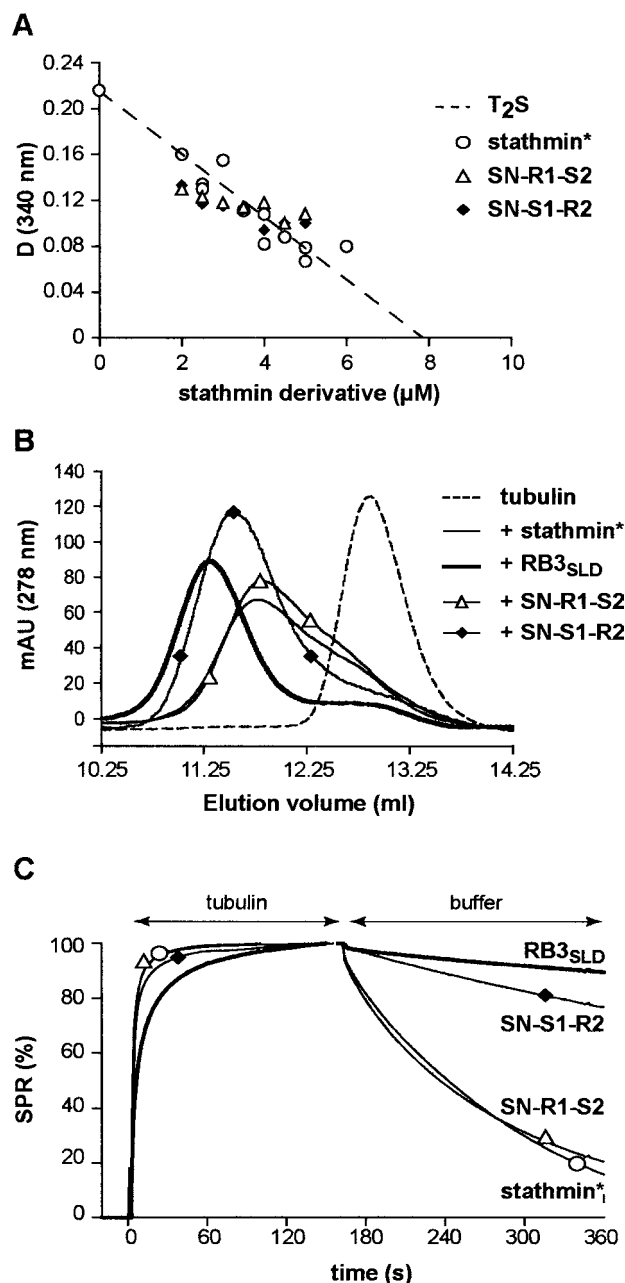 A
0.24
0.20
0.16
0.12
0.08
0.04
0
D (340 nm)
0 2 4 6 8 10
stathmin derivative (µM)
T2S
stathmin*
SN-R1-S2
SN-S1-R2
B
140
120
100
80
60
40
20
0
mAU (278 nm)
10.25 11.25 12.25 13.25 14.25
Elution volume (ml)
tubulin
+ stathmin*
+ RB3SLD
+ SN-R1-S2
+ SN-S1-R2
C
tubulin buffer
100
80
60
40
20
0
SPR (%)
RB3SLD
SN-S1-R2
SN-R1-S2
stathmin*
0 60 120 180 240 300 360
time (s)